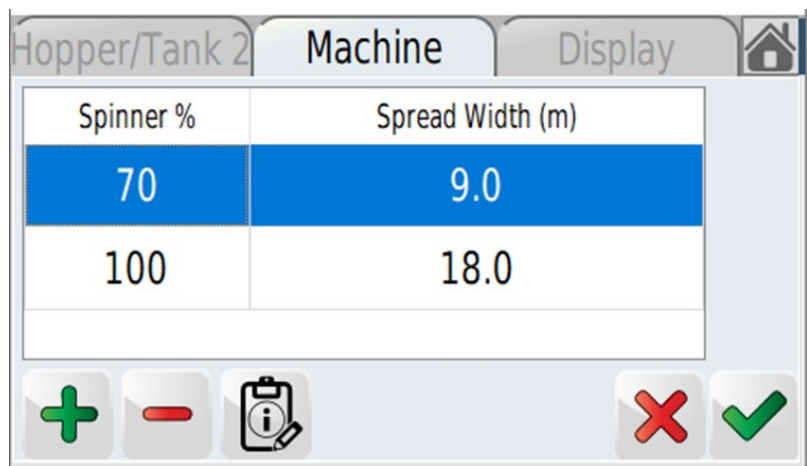 Hopper/Tank 2 Machine Display
Spinner % Spread Width (m)
70 9.0
100 18.0
i